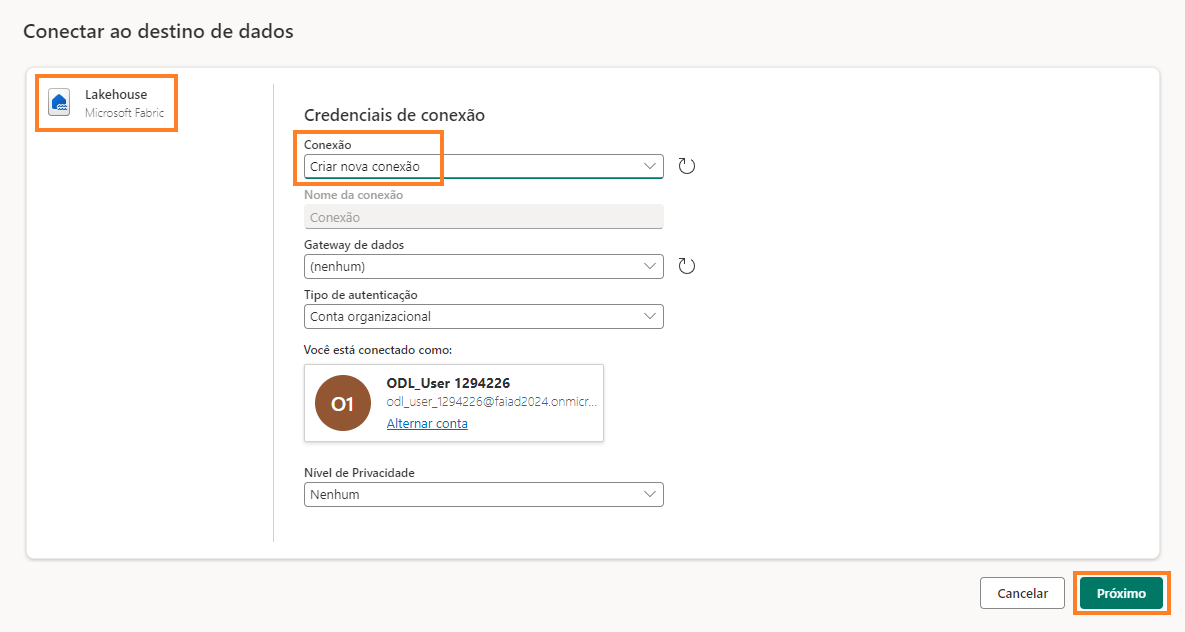 Conectar ao destino de dados
Lakehouse
Microsoft Fabric
Credenciais de conexão
Conexão
Criar nova conexão
Nome da conexão
Conexão
Gateway de dados
(nenhum)
Tipo de autenticação
Conta organizacional
Você está conectado como:
O1
ODL_User 1294226
odl_user_1294226@faiad2024.onmicr...
Alternar conta
Nível de Privacidade
Nenhum
Cancelar
Próximo